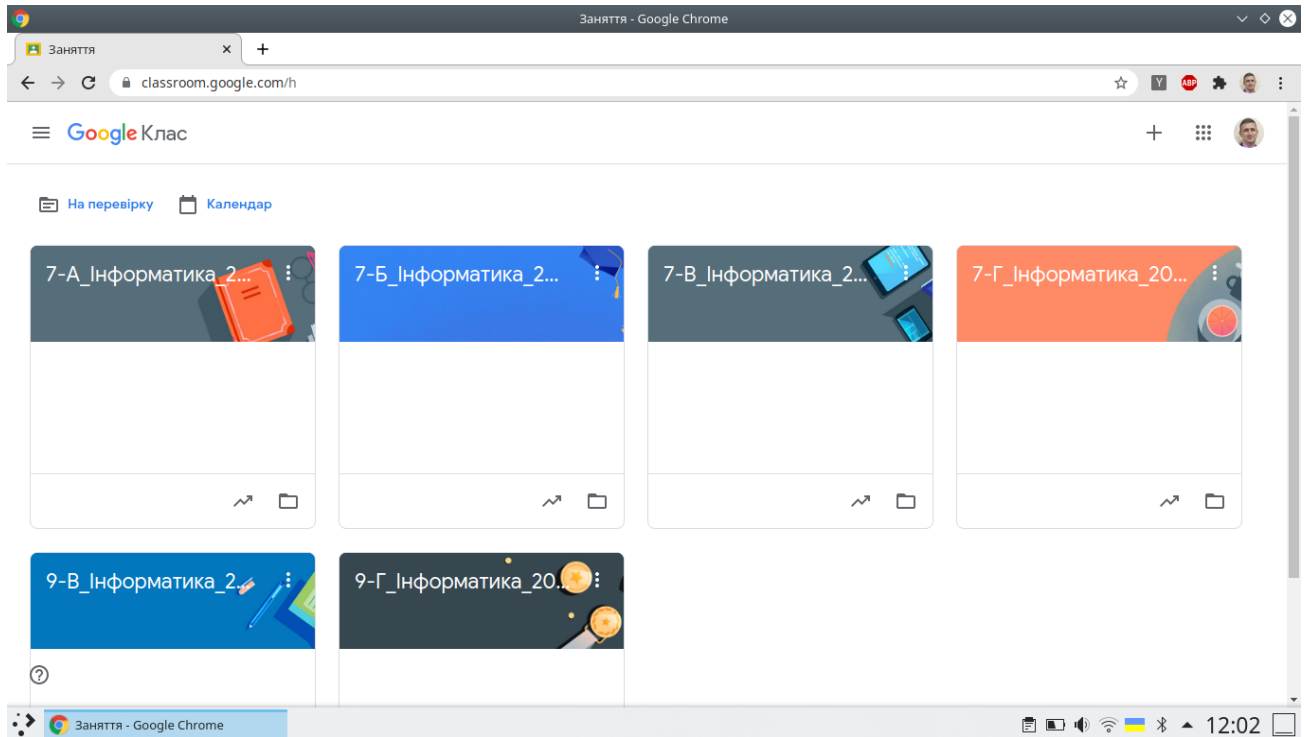 Заняття - Google Chrome
Заняття
classroom.google.com/h
Y ABP
Google Клас
На перевірку Календар
7-А_Інформатика_2... 7-Б_Інформатика_2... 7-В_Інформатика_2... 7-Г_Інформатика_20...
9-В_Інформатика_2... 9-Г_Інформатика_20...
Заняття - Google Chrome 12:02